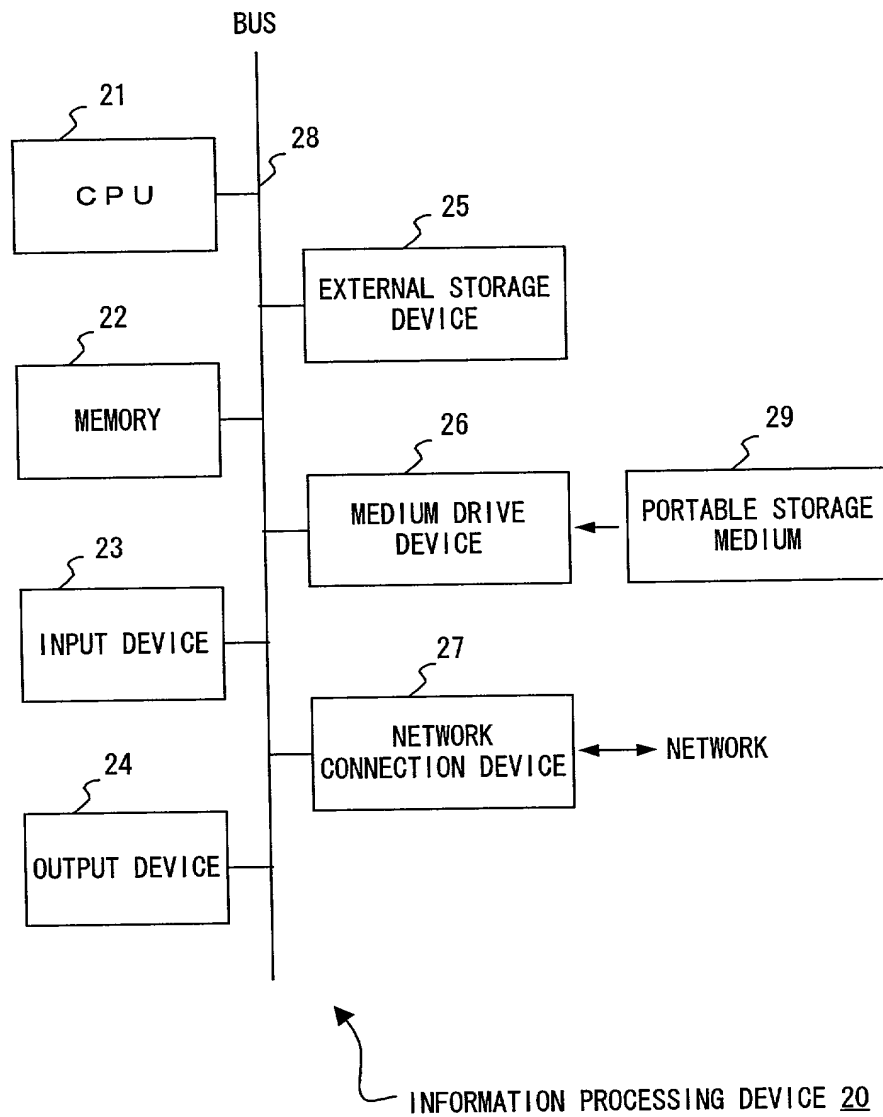 BUS
21
28
CPU
25
EXTERNAL STORAGE
DEVICE
22
MEMORY
26
29
MEDIUM DRIVE
DEVICE
PORTABLE STORAGE
MEDIUM
23
INPUT DEVICE
27
NETWORK
CONNECTION DEVICE
NETWORK
24
OUTPUT DEVICE
INFORMATION PROCESSING DEVICE 20